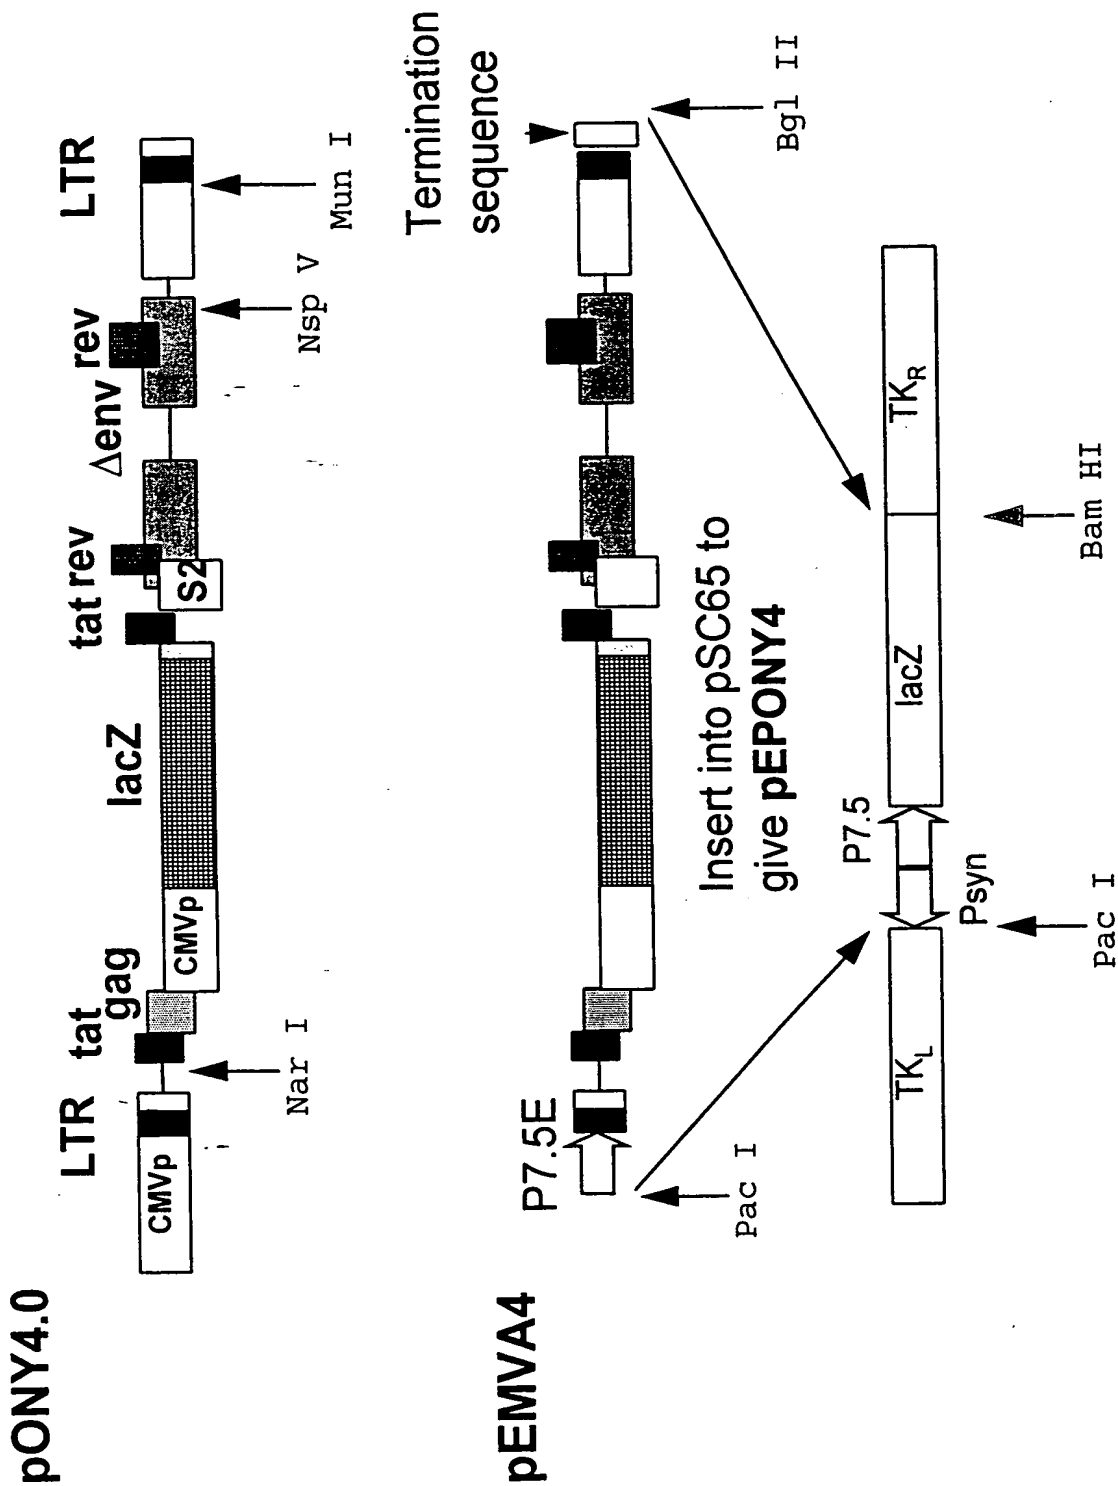 pONY4.0
LTR
tat
gag
lacZ
tat
rev
Δenv
rev
LTR
CMVp
CMVp
S2
Nar I
Nsp V
Mun I
pEMVA4
P7.5E
Termination
sequence
Pac I
Bgl II
Insert into pSC65 to
give pEPONY4
TKL
Psyn
P7.5
lacZ
TKR
Pac I
Bam HI